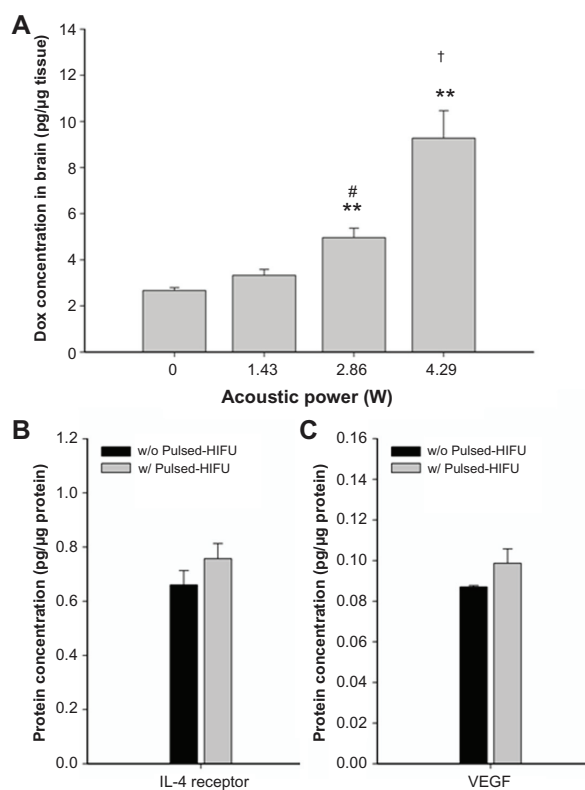 A
Dox concentration in brain (pg/µg tissue)
14
12
10
8
6
4
2
0
†
**
#
**
0 1.43 2.86 4.29
Acoustic power (W)
B
Protein concentration (pg/µg protein)
1.2
1.0
0.8
0.6
0.4
0.2
0.0
w/o Pulsed-HIFU
w/ Pulsed-HIFU
IL-4 receptor
C
Protein concentration (pg/µg protein)
0.16
0.14
0.12
0.10
0.08
0.06
0.04
0.02
0.00
w/o Pulsed-HIFU
w/ Pulsed-HIFU
VEGF